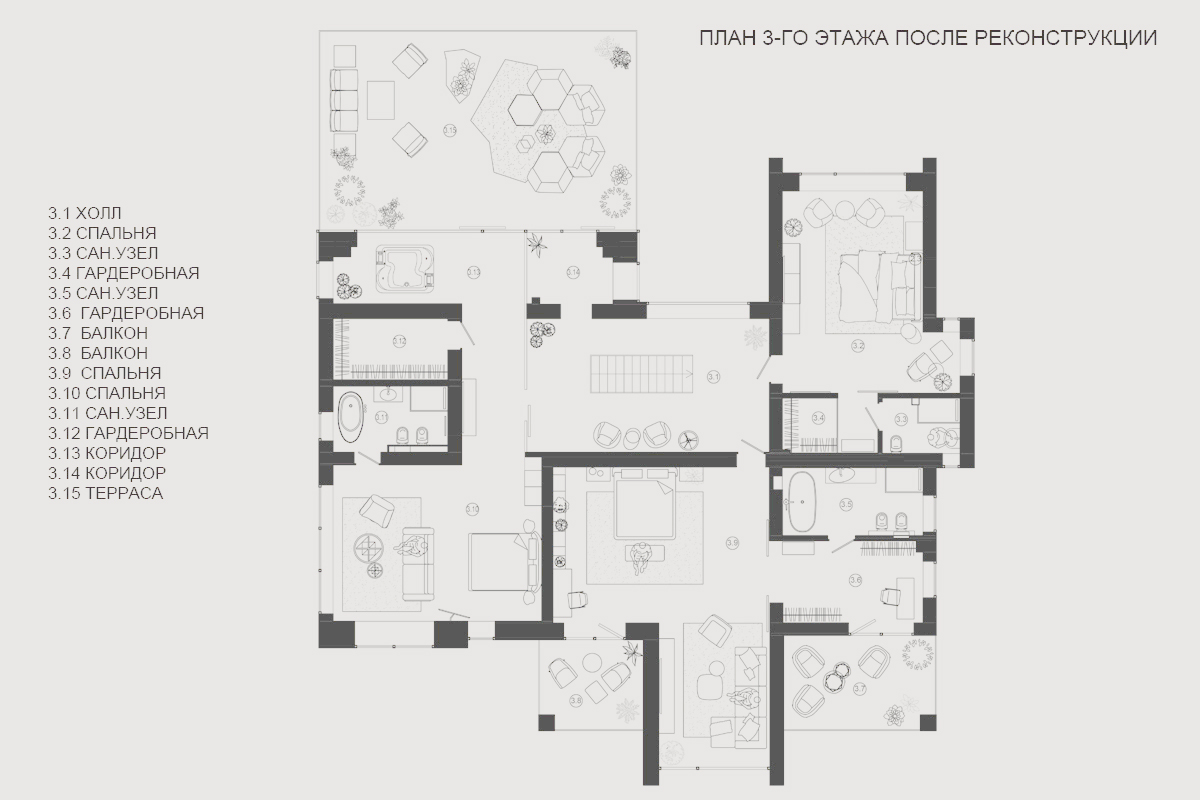 ПЛАН 3-ГО ЭТАЖА ПОСЛЕ РЕКОНСТРУКЦИИ
3.1 ХОЛЛ
3.2 СПАЛЬНЯ
3.3 САН.УЗЕЛ
3.4 ГАРДЕРОБНАЯ
3.5 САН.УЗЕЛ
3.6 ГАРДЕРОБНАЯ
3.7 БАЛКОН
3.8 БАЛКОН
3.9 СПАЛЬНЯ
3.10 СПАЛЬНЯ
3.11 САН.УЗЕЛ
3.12 ГАРДЕРОБНАЯ
3.13 КОРИДОР
3.14 КОРИДОР
3.15 ТЕРРАСА
3.15
3.13
3.14
3.12
3.2
3.1
3.11
3.4
3.3
3.10
3.5
3.9
3.6
3.7
3.8